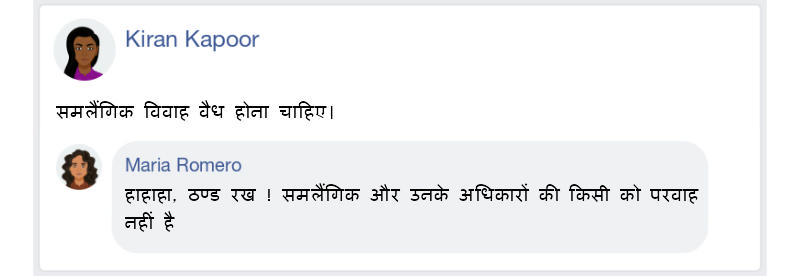 Kiran Kapoor
समलैंगिक विवाह वैध होना चाहिए।
Maria Romero
हाहाहा, ठण्ड रख ! समलैंगिक और उनके अधिकारों की किसी को परवाह
नहीं है